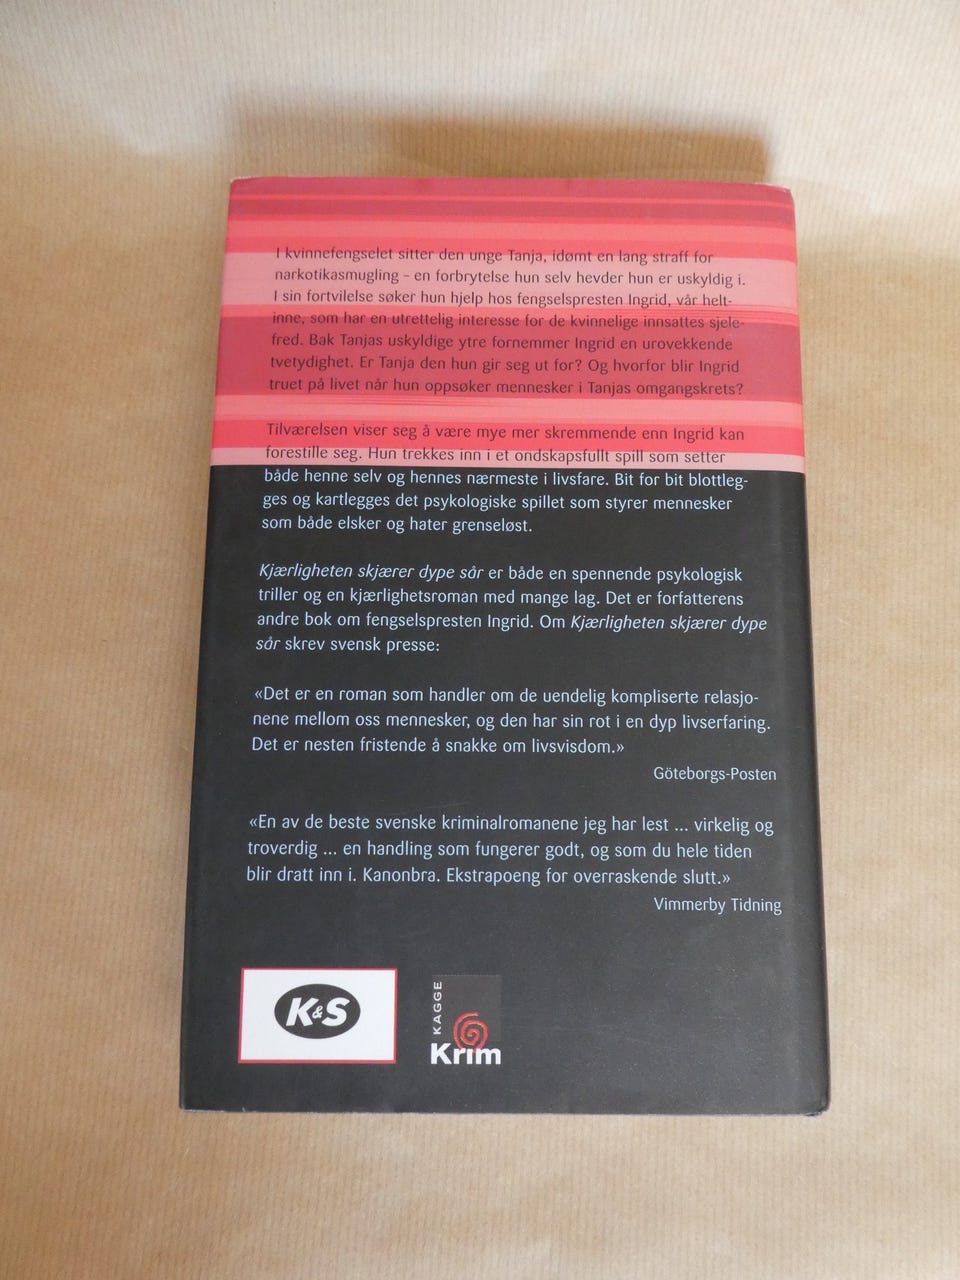 I kvinnefengselet sitter den unge Tanja, idømt en lang straff for
narkotikasmugling – en forbrytelse hun selv hevder hun er uskyldig i.
I sin fortvilelse søker hun hjelp hos fengselspresten Ingrid, vår helt-
inne, som har en utrettelig interesse for de kvinnelige innsattes sjele-
fred. Bak Tanjas uskyldige ytre fornemmer Ingrid en urovekkende
tvetydighet. Er Tanja den hun gir seg ut for? Og hvorfor blir Ingrid
truet på livet når hun oppsøker mennesker i Tanjas omgangskrets?
Tilværelsen viser seg å være mye mer skremmende enn Ingrid kan
forestille seg. Hun trekkes inn i et ondskapsfullt spill som setter
både henne selv og hennes nærmeste i livsfare. Bit for bit blottleg-
ges og kartlegges det psykologiske spillet som styrer mennesker
som både elsker og hater grenseløst.
Kjærligheten skjærer dype sår er både en spennende psykologisk
triller og en kjærlighetsroman med mange lag. Det er forfatterens
andre bok om fengselspresten Ingrid. Om Kjærligheten skjærer dype
sår skrev svensk presse:
«Det er en roman som handler om de uendelig kompliserte relasjo-
nene mellom oss mennesker, og den har sin rot i en dyp livserfaring.
Det er nesten fristende å snakke om livsvisdom.»
Göteborgs-Posten
«En av de beste svenske kriminalromanene jeg har lest ... virkelig og
troverdig ... en handling som fungerer godt, og som du hele tiden
blir dratt inn i. Kanonbra. Ekstrapoeng for overraskende slutt.»
Vimmerby Tidning
K&S
KAGGE
Krim